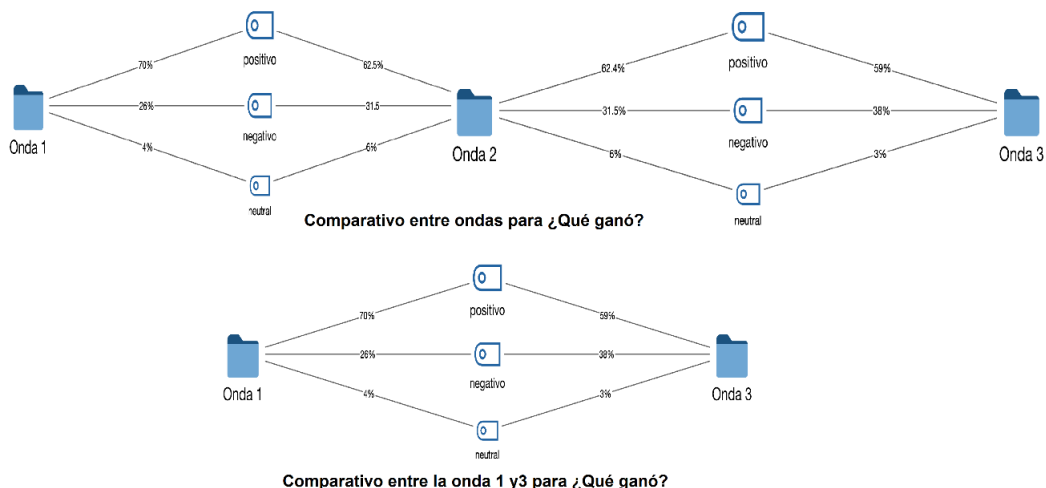 70%
positivo
62.5%
Onda 1
26%
negativo
31.5
Onda 2
4%
neutral
6%
62.4%
positivo
59%
31.5%
negativo
38%
Onda 3
6%
neutral
3%
Comparativo entre ondas para ¿Qué ganó?
70%
positivo
59%
Onda 1
26%
negativo
38%
Onda 3
4%
neutral
3%
Comparativo entre la onda 1 y3 para ¿Qué ganó?